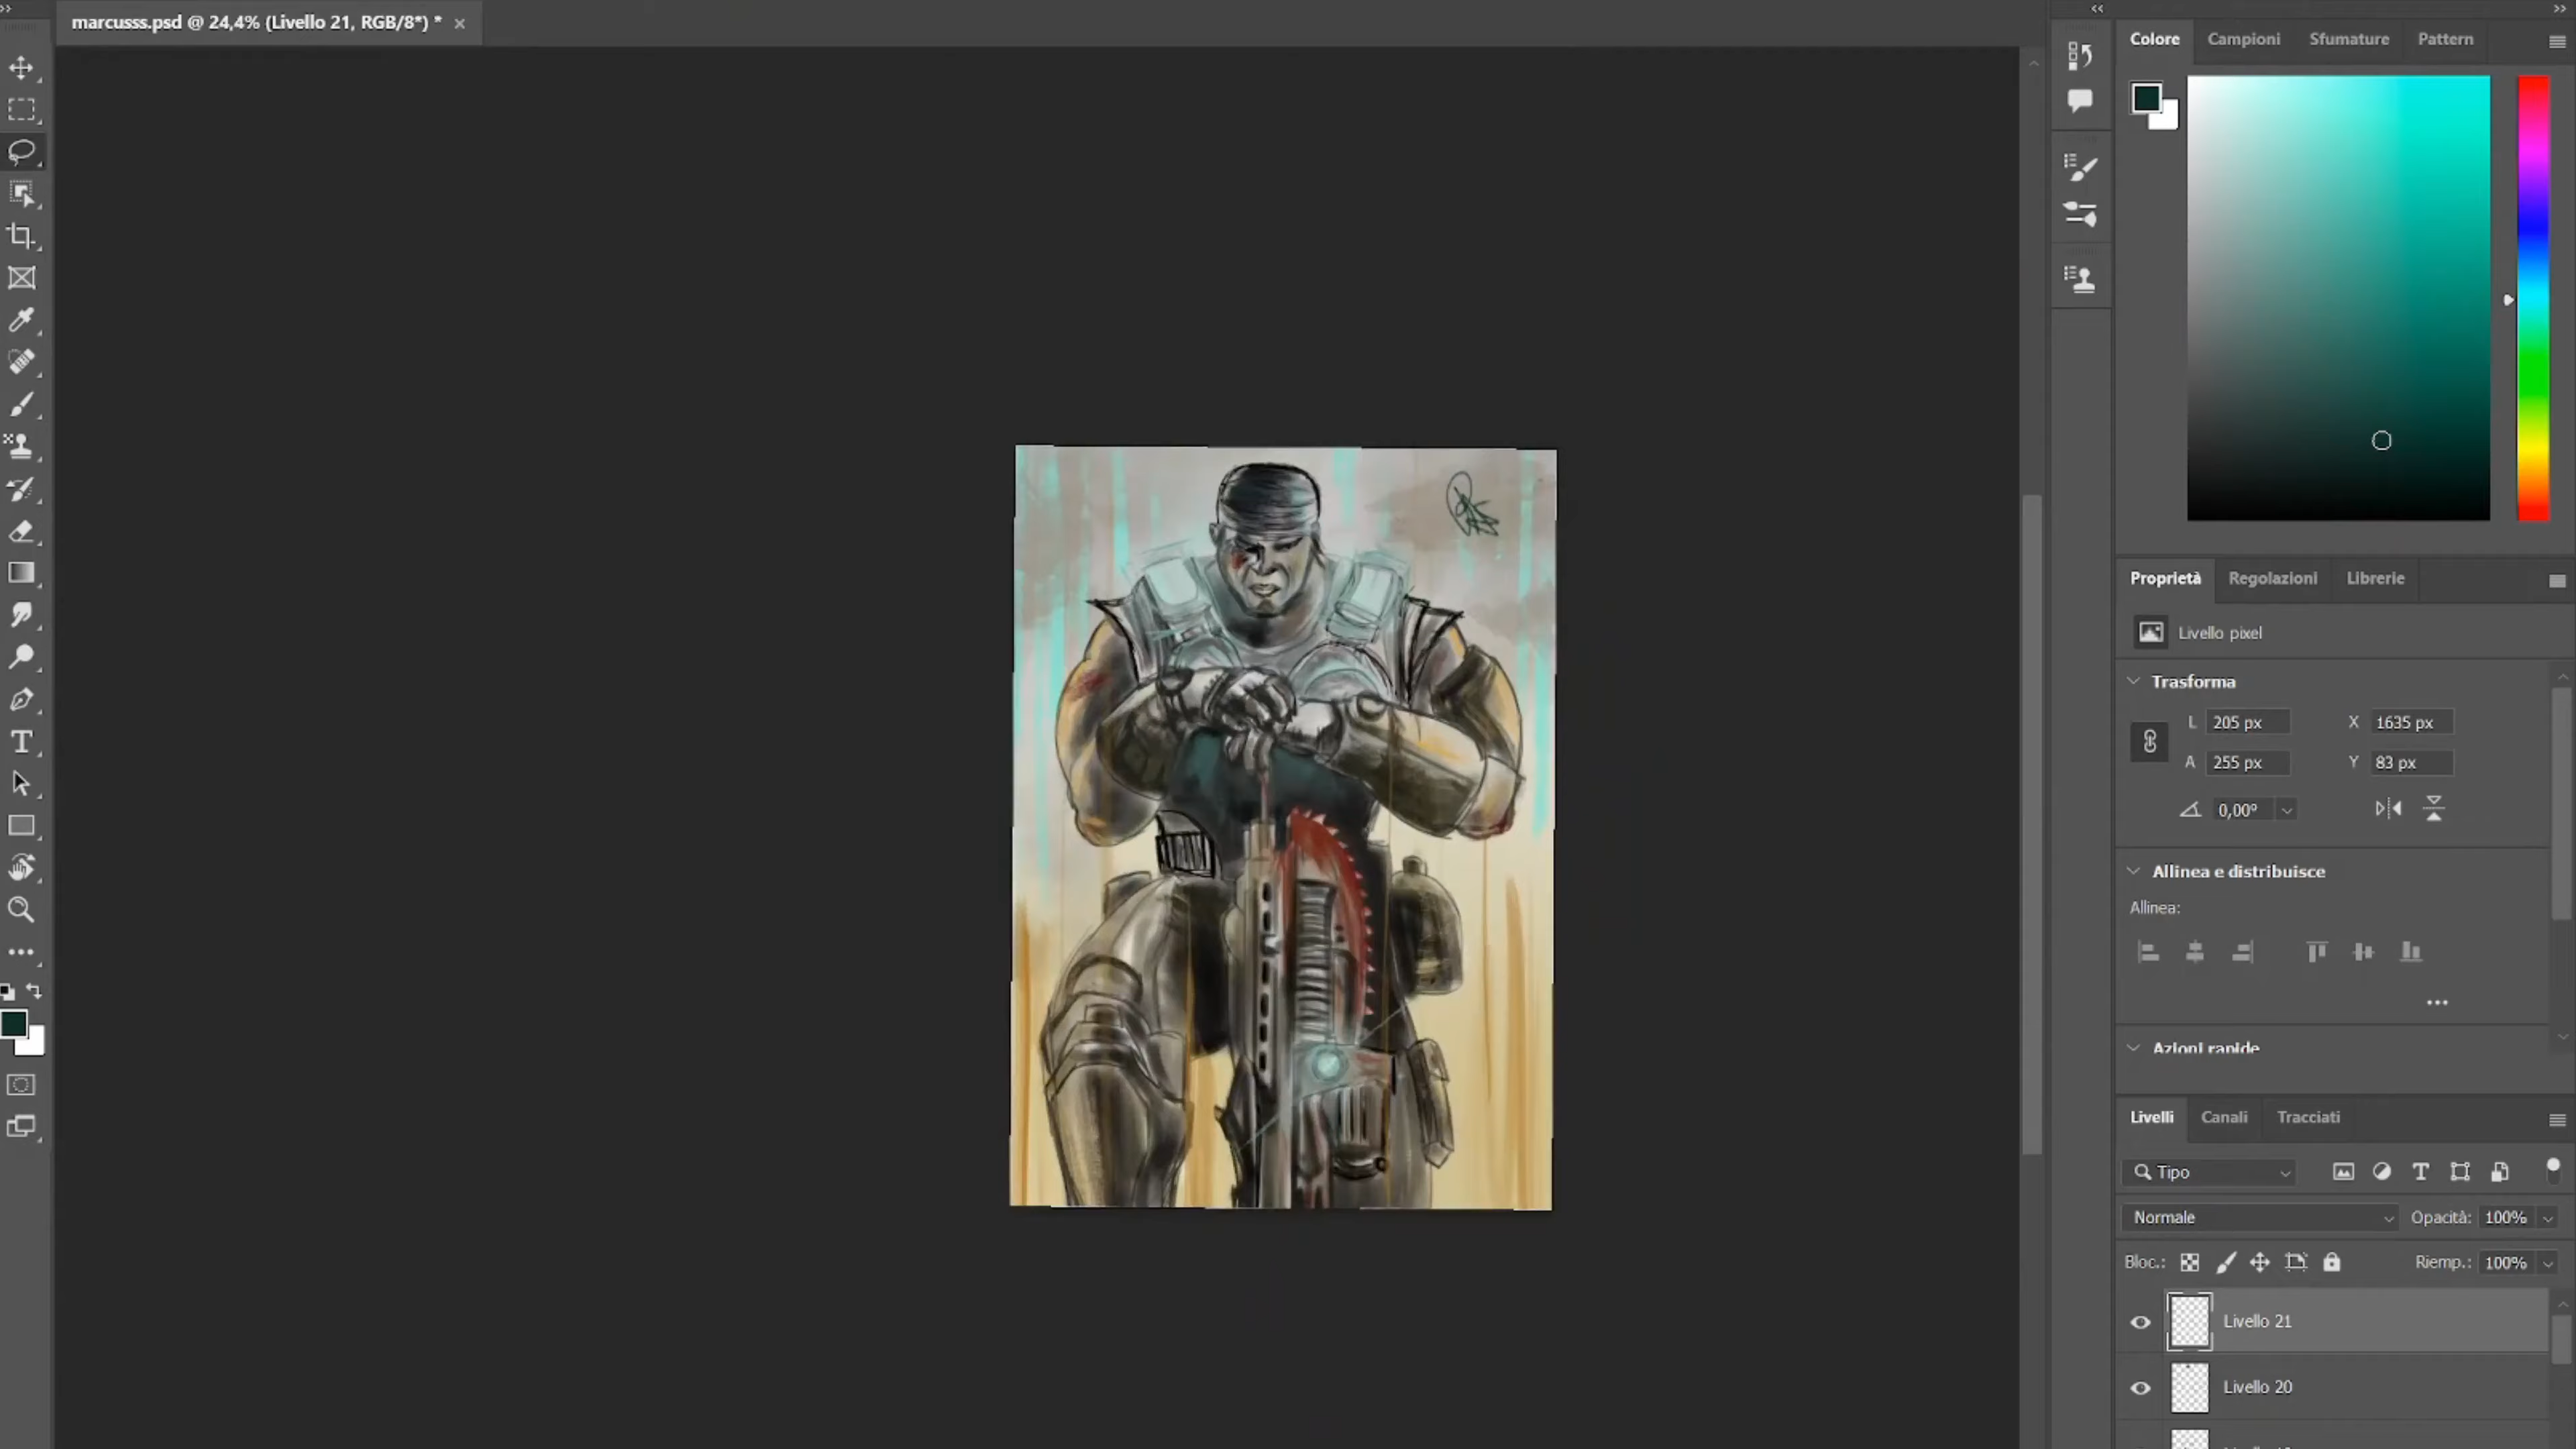 marcusss.psd @ 24,4% (Livello 21, RGB/8*) *
Colore Campioni Sfumature Pattern
Proprietà Regolazioni Librerie
Livello pixel
Trasforma
L 205 px X 1635 px
A 255 px Y 83 px
0,00°
Allinea e distribuisce
Allinea:
Azioni rapide
Livelli Canali Tracciati
Tipo
Normale Opacità: 100%
Bloc.: Riemp.: 100%
Livello 21
Livello 20